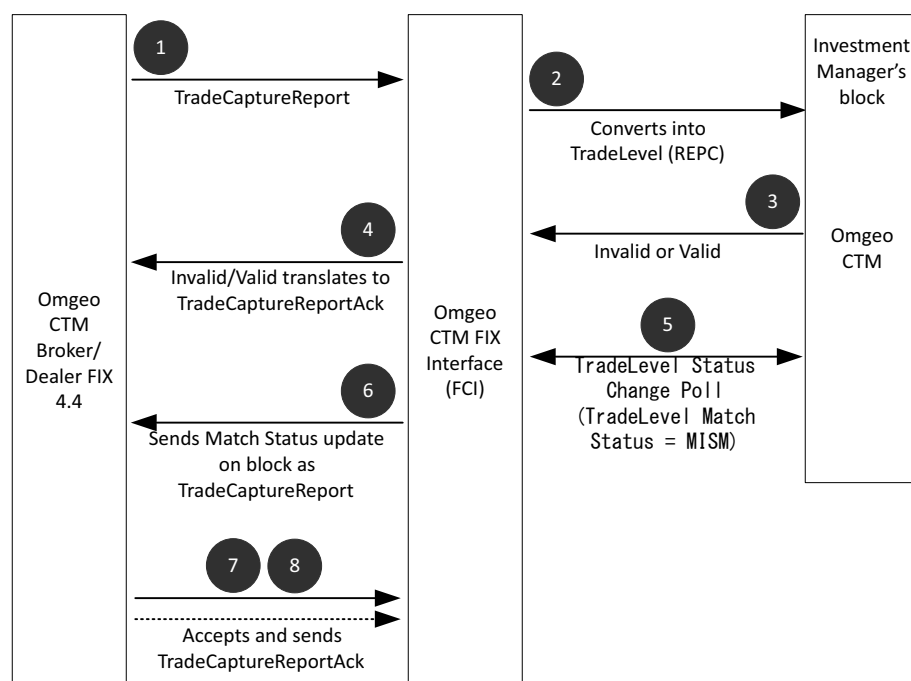 1
TradeCaptureReport
2
Converts into
TradeLevel (REPC)
Investment
Manager's
block
3
Invalid or Valid
Omgeo
CTM
4
Invalid/Valid translates to
TradeCaptureReportAck
Omgeo
CTM
Broker/
Dealer FIX
4.4
Omgeo
CTM FIX
Interface
(FCI)
5
TradeLevel Status
Change Poll
(TradeLevel Match
Status = MISM)
6
Sends Match Status update
on block as
TradeCaptureReport
7
8
Accepts and sends
TradeCaptureReportAck